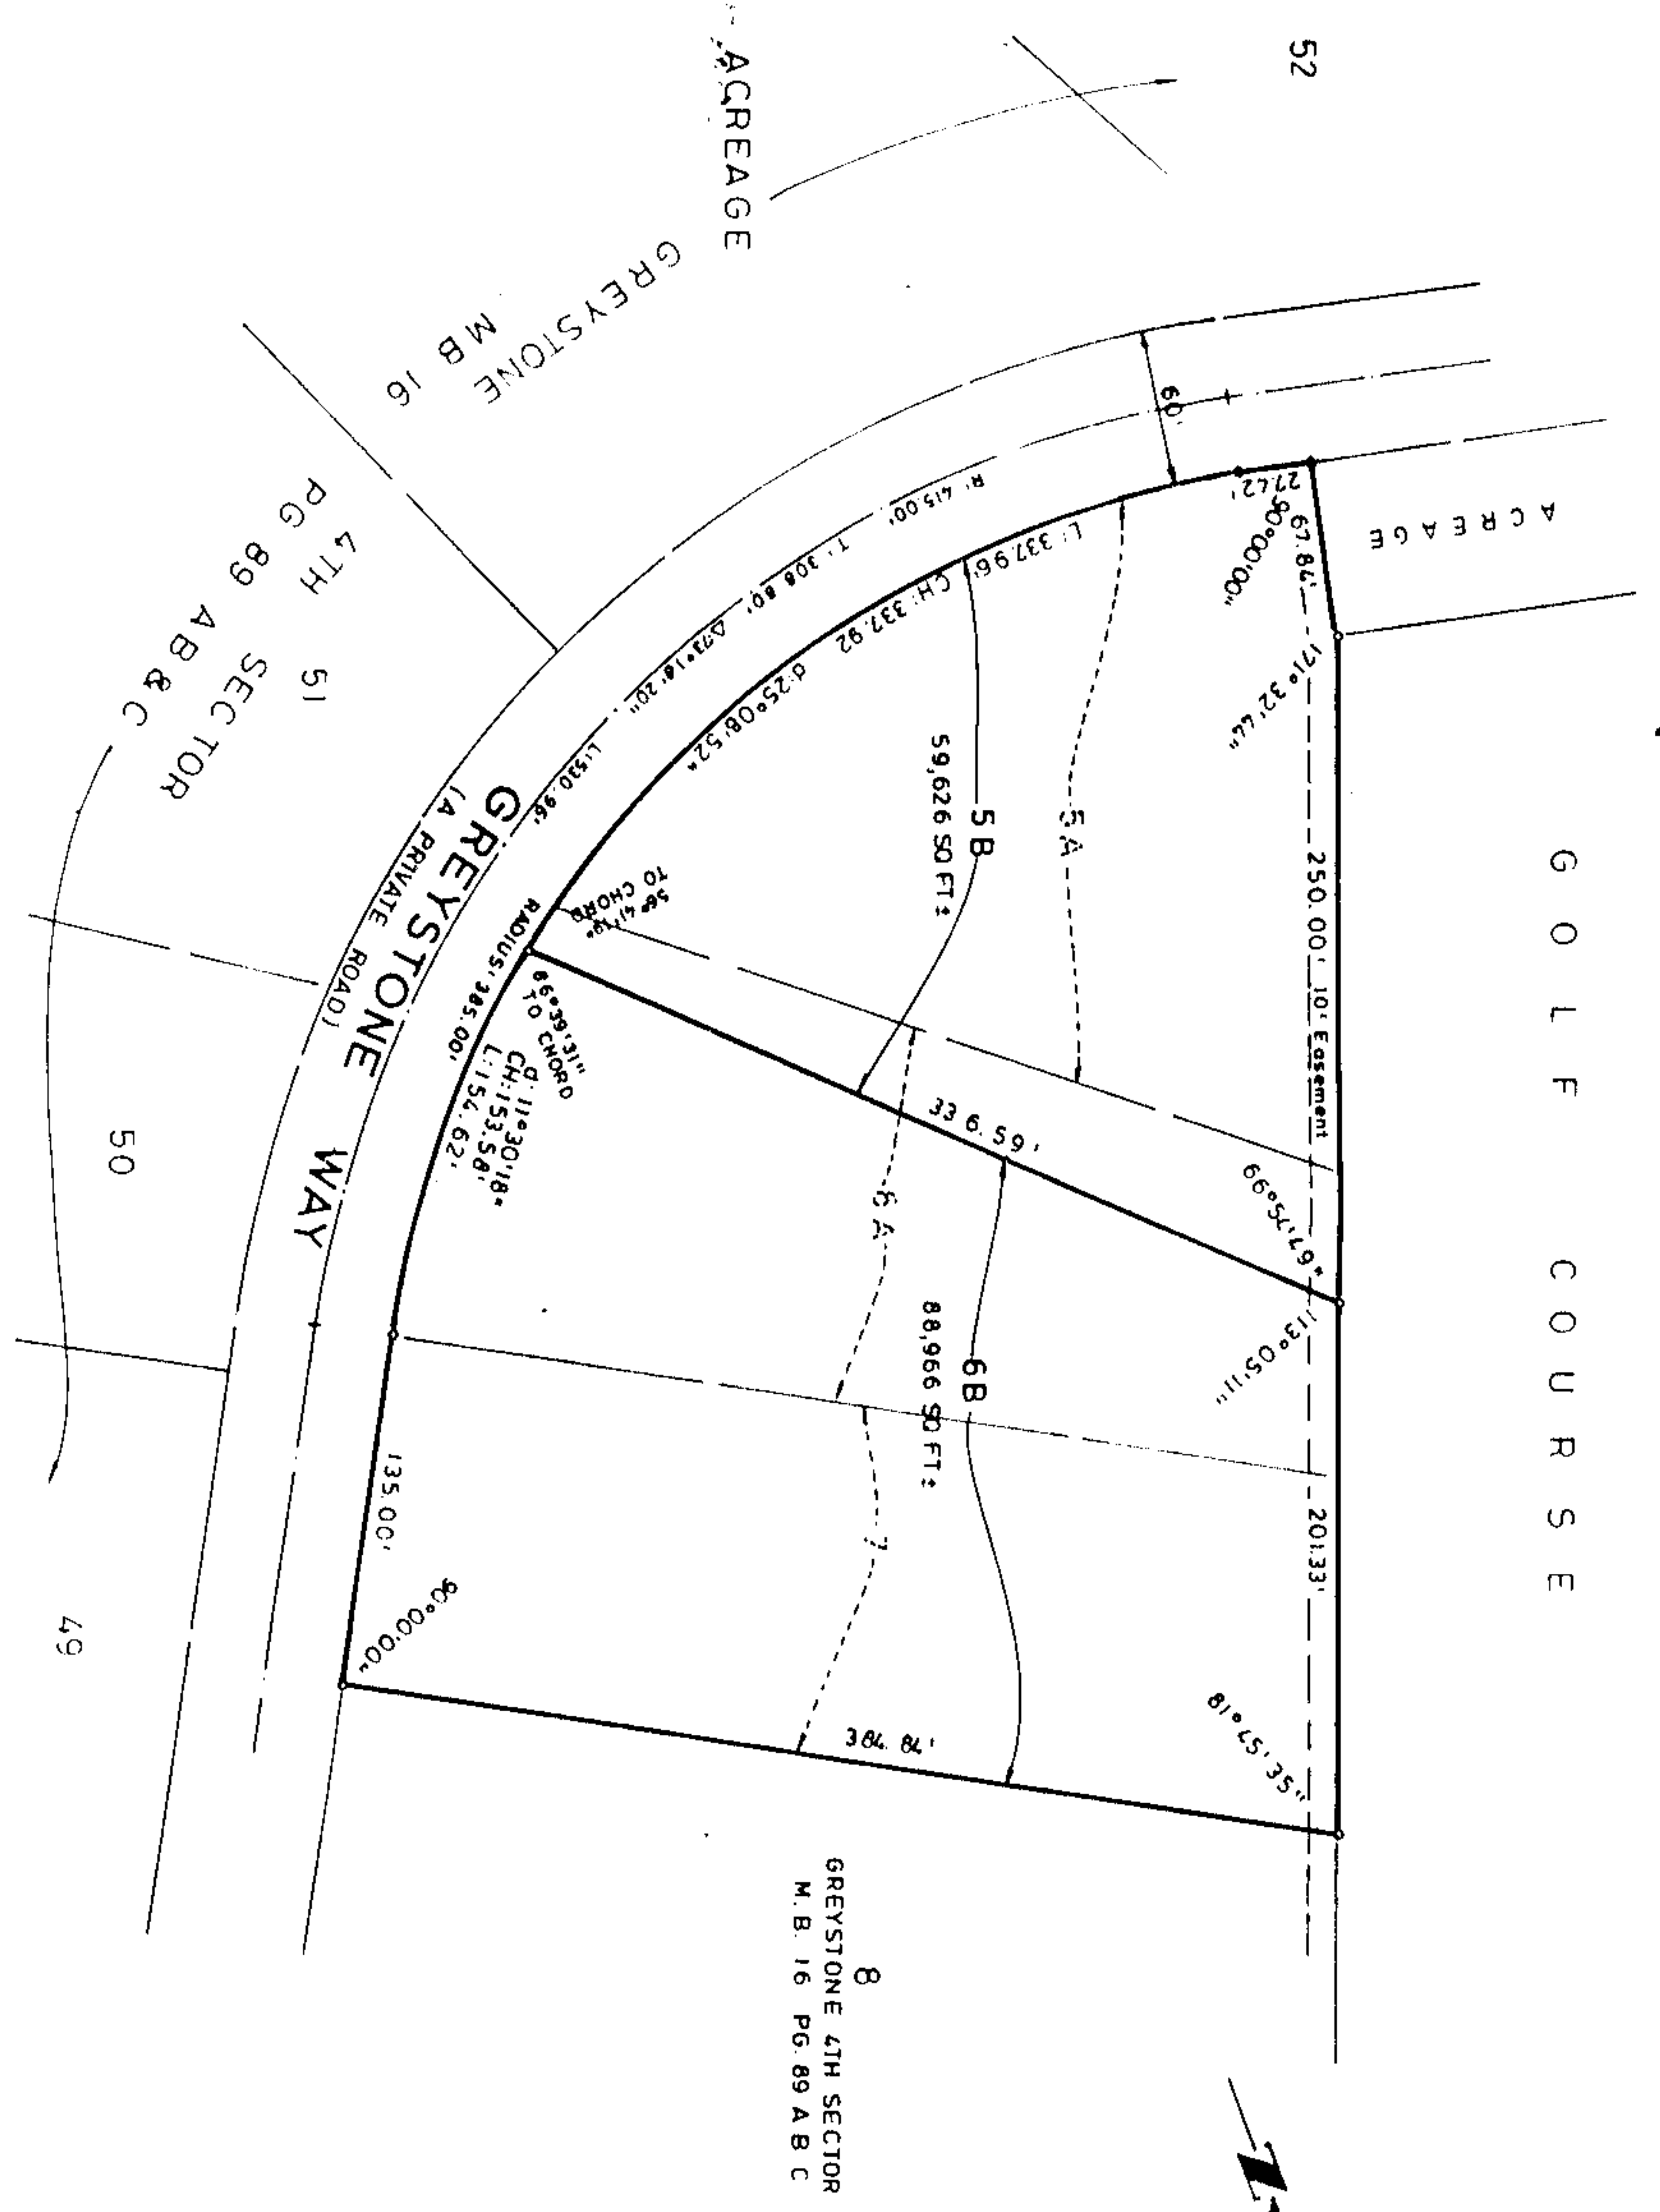 52
ACREAGE
GREYSTONE
MB 16
4TH SECTOR
PG 89 AB&C
51
50
49
GREYSTONE WAY
(A PRIVATE ROAD)
60'
R: 415.00'
T: 308.80'
Δ73°18'20"
L:530.96'
27.42'
90°00'00"
67.84'
171°32'44"
ACREAGE
L: 337.96'
CH: 337.92
d:25°08'52"
5B
59,626 SQ FT±
5A
56°41'19"
TO CHORD
RADIUS: 385.00'
66°39'31"
TO CHORD
d: 11°30'18"
CH:153.58'
L:154.62'
250.00'
10' Easement
336.59'
66°54'49"
113°05'11"
6A
6B
88,966 SQ FT±
7
201.33'
135.00'
90°00'00"
384.84'
81°45'35"
GOLF COURSE
8
GREYSTONE 4TH SECTOR
M.B. 16 PG. 89 A B C